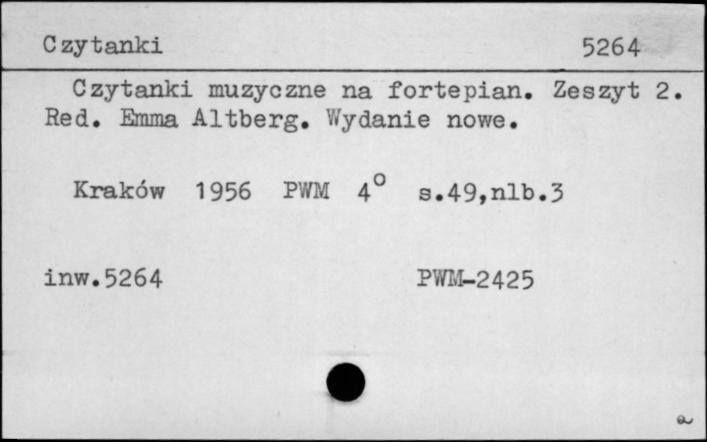 Czytanki 5264
Czytanki muzyczne na fortepian. Zeszyt 2.
Red. Emma Altberg. Wydanie nowe.
Kraków 1956 PWM 4° s.49,nlb.3
inw.5264 PWM-2425